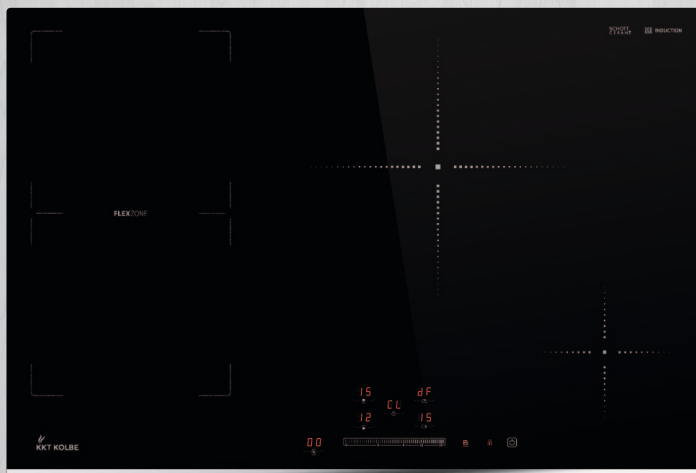 SCHOTT
CERAN®
INDUCTION
FLEXZONE
15
dF
CL
12
15
00
KKT KOLBE